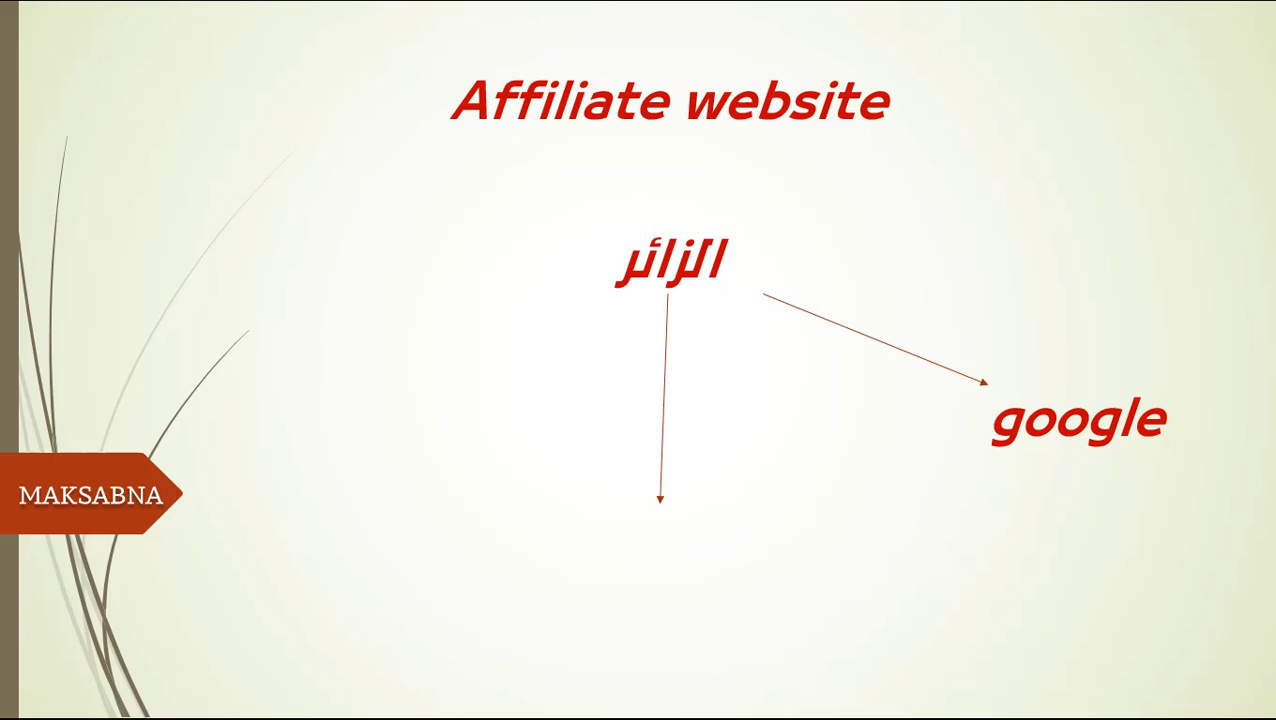 Affiliate website
الزائر
google
MAKSABNA